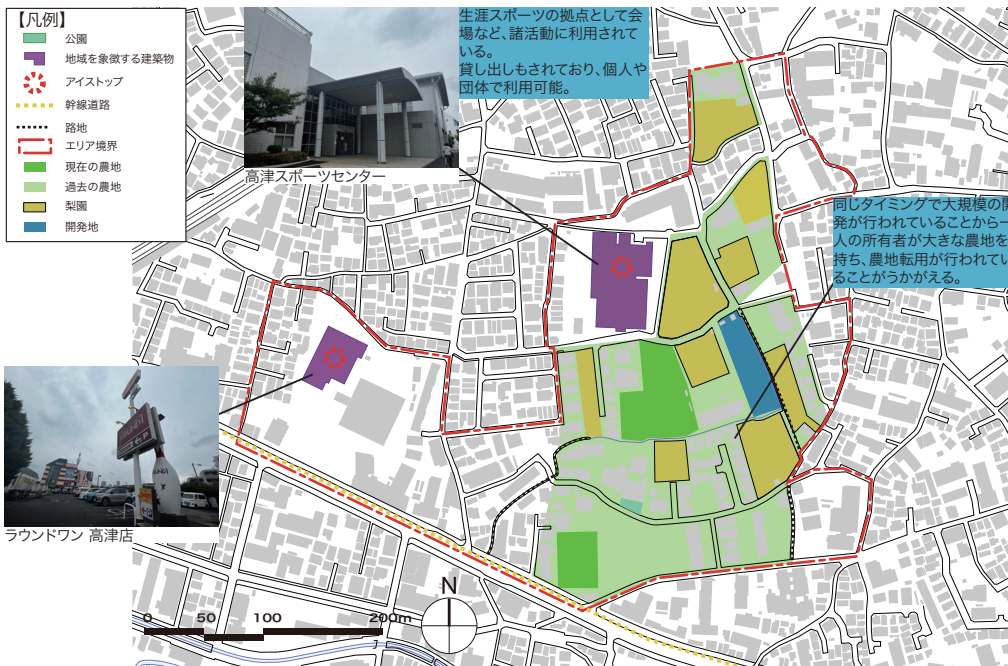 【凡例】
公園
地域を象徴する建築物
アイストップ
幹線道路
路地
エリア境界
現在の農地
過去の農地
梨園
開発地
生涯スポーツの拠点として会
場など、諸活動に利用されて
いる。
貸し出しもされており、個人や
団体で利用可能。
高津スポーツセンター
同じタイミングで大規模の開
発が行われていることから一
人の所有者が大きな農地を
持ち、農地転用が行われてい
ることがうかがえる。
ラウンドワン 高津店
N
0 50 100 200m